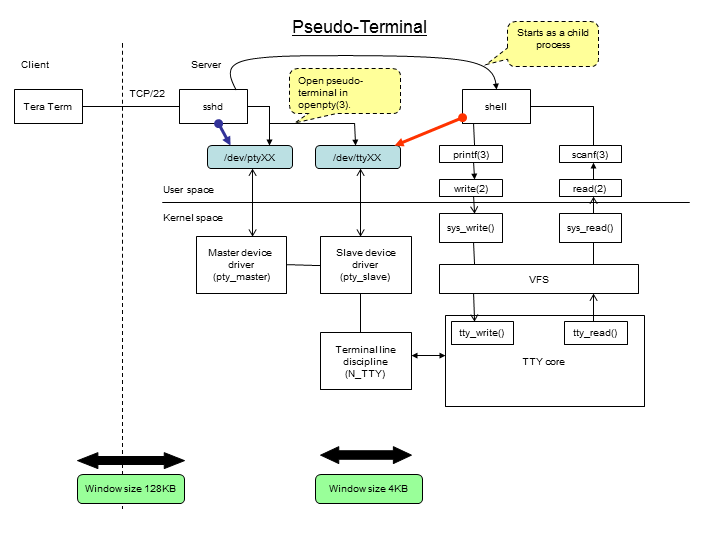 Pseudo-Terminal
Starts as a child
process
Client
Server
Open pseudo-
terminal in
openpty(3).
TCP/22
Tera Term
sshd
shell
/dev/ptyXX
/dev/ttyXX
printf(3)
scanf(3)
User space
write(2)
read(2)
Kernel space
sys_write()
sys_read()
Master device
driver
(pty_master)
Slave device
driver
(pty_slave)
VFS
tty_write()
tty_read()
Terminal line
discipline
(N_TTY)
TTY core
Window size 128KB
Window size 4KB